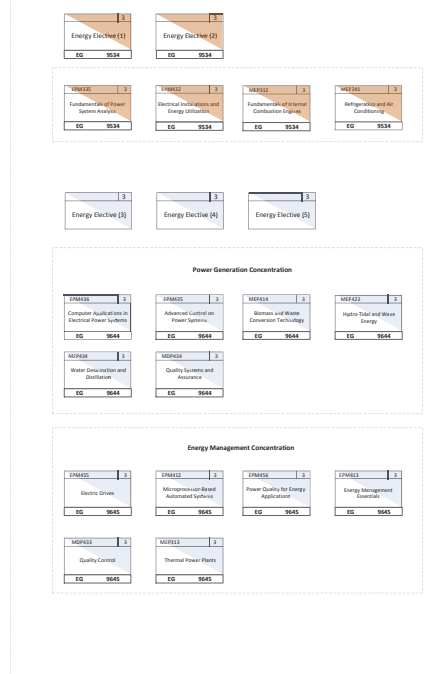 3 3
Energy Elective (1) Energy Elective (2)
EG 9534 EG 9534
EPM335 3 EPM432 3 MEP312 3 MEP341 3
Fundamentals of Power Electrical Installations and Fundamentals of Internal Refrigeration and Air
System Analysis Energy Utilization Combustion Engines Conditioning
EG 9534 EG 9534 EG 9534 EG 9534
3 3 3
Energy Elective (3) Energy Elective (4) Energy Elective (5)
Power Generation Concentration
EPM436 3 EPM435 3 MEP414 3 MEP423 3
Computer Applications in Advanced Control on Biomass and Waste Hydro-Tidal and Wave
Electrical Power Systems Power Systems Conversion Technology Energy
EG 9644 EG 9644 EG 9644 EG 9644
MEP434 3 MDP434 3
Water Desalination and Quality Systems and
Distillation Assurance
EG 9644 EG 9644
Energy Management Concentration
EPM455 3 EPM412 3 EPM456 3 EPM413 3
Electric Drives Microprocessor-Based Power Quality for Energy Energy Management
Automated Systems Applications Essentials
EG 9645 EG 9645 EG 9645 EG 9645
MDP433 3 MEP313 3
Quality Control Thermal Power Plants
EG 9645 EG 9645